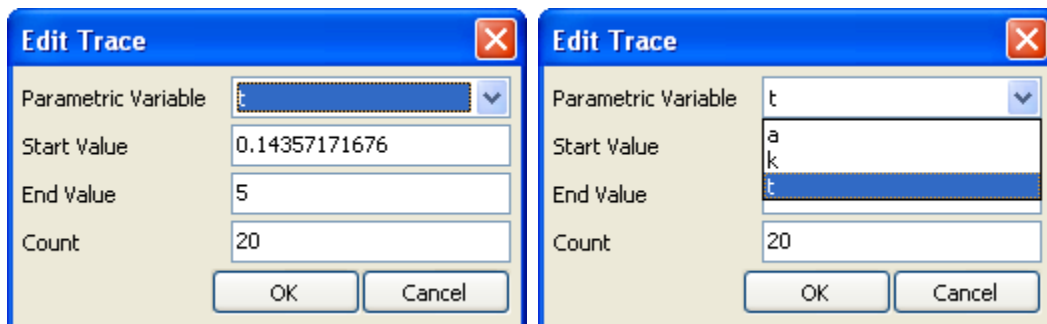 Edit Trace
Parametric Variable t
Start Value 0.14357171676
End Value 5
Count 20
OK Cancel
Edit Trace
Parametric Variable t
Start Value a
k
End Value t
Count 20
OK Cancel